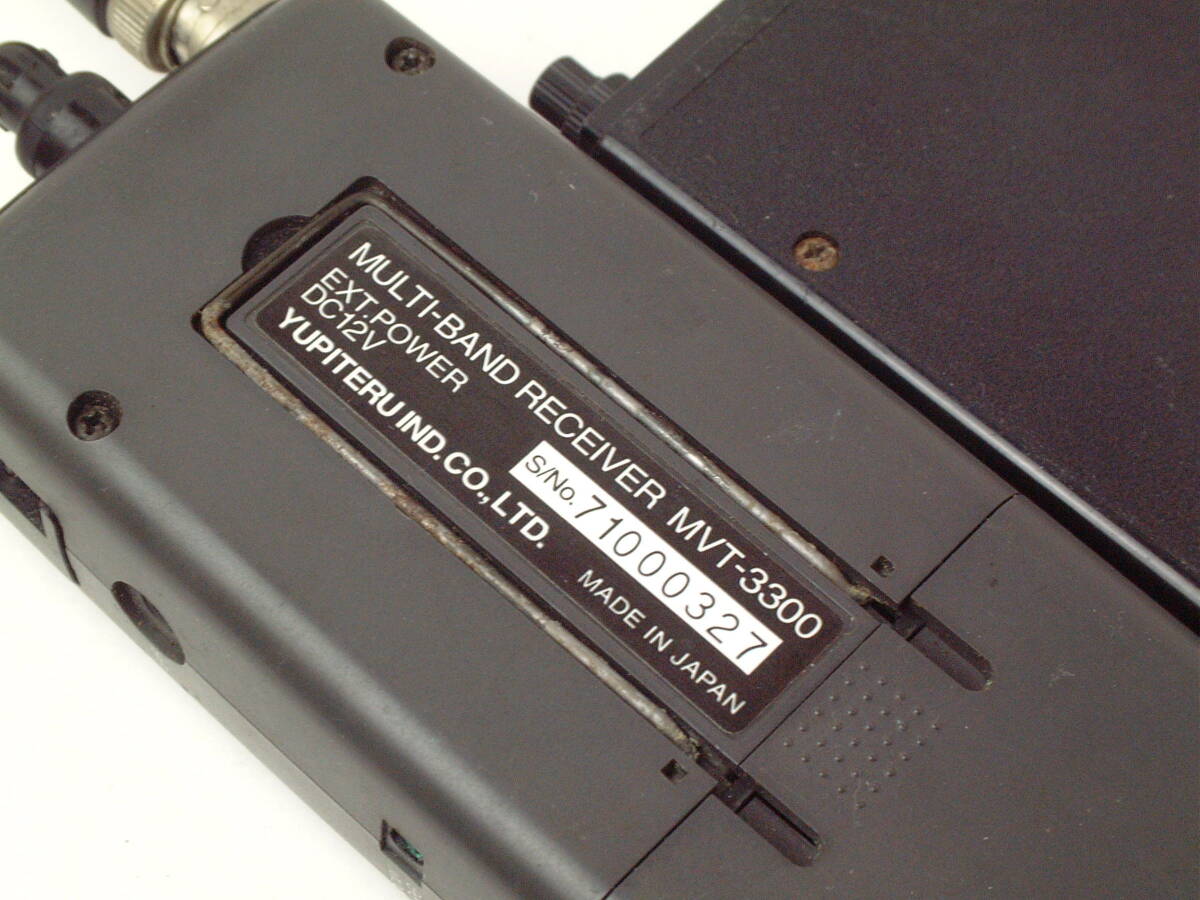 MULTI-BAND RECEIVER MVT-3300
EXT.POWER
DC12V
S/No. 71000327
YUPITERU IND.CO.,LTD.
MADE IN JAPAN